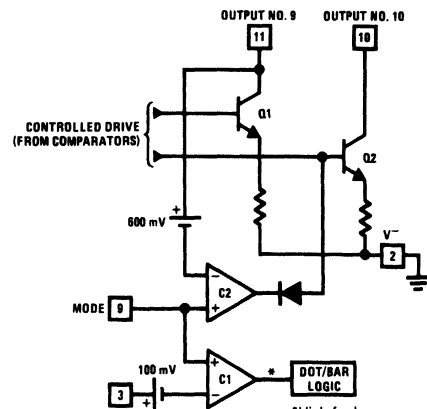 OUTPUT NO. 9
OUTPUT NO. 10
11
10
Q1
CONTROLLED DRIVE
(FROM COMPARATORS)
Q2
+
600 mV
V−
2
−
C2
MODE
9
+
100 mV
+
C1
*
DOT/BAR
LOGIC
3
+
−